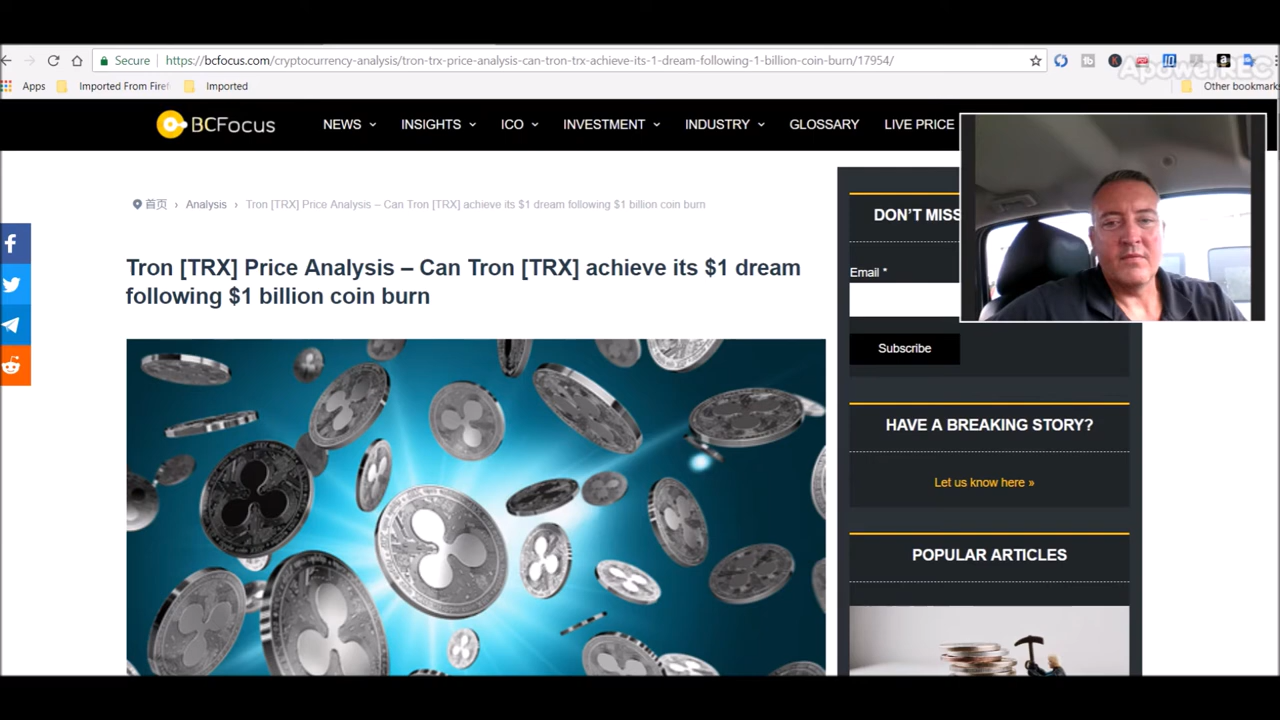 ApowerREC
Secure
https://bcfocus.com/cryptocurrency-analysis/tron-trx-price-analysis-can-tron-trx-achieve-its-1-dream-following-1-billion-coin-burn/17954/
Apps
Imported From Firef
Imported
Other bookmark
BCFocus
NEWS
INSIGHTS
ICO
INVESTMENT
INDUSTRY
GLOSSARY
LIVE PRICE
首页 › Analysis › Tron [TRX] Price Analysis – Can Tron [TRX] achieve its $1 dream following $1 billion coin burn
Tron [TRX] Price Analysis – Can Tron [TRX] achieve its $1 dream
following $1 billion coin burn
DON'T MISS
Email *
Subscribe
HAVE A BREAKING STORY?
Let us know here »
POPULAR ARTICLES